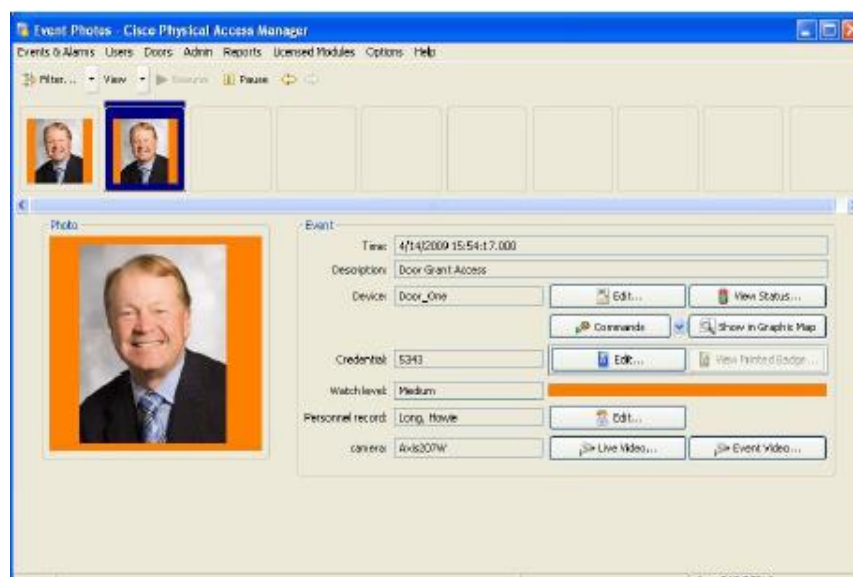 Event Photos - Cisco Physical Access Manager
Events & Alarms Users Doors Admin Reports Licensed Modules Options Help
Filter... View Resume Pause
Photo
Event
Time: 4/14/2009 15:54:17.000
Description: Door Grant Access
Device: Door_One Edit... View Status...
Commands Show in Graphic Map
Credential: 5343 Edit... View Printed Badge...
Watch level: Medium
Personnel record: Long, Howie Edit...
camera: Axis207W Live Video... Event Video...